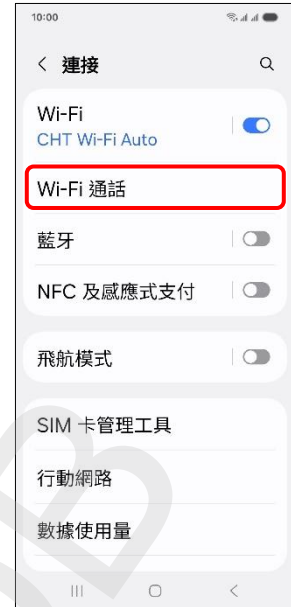 10:00
連接
Wi-Fi
CHT Wi-Fi Auto
Wi-Fi 通話
藍牙
NFC 及感應式支付
飛航模式
SIM 卡管理工具
行動網路
數據使用量